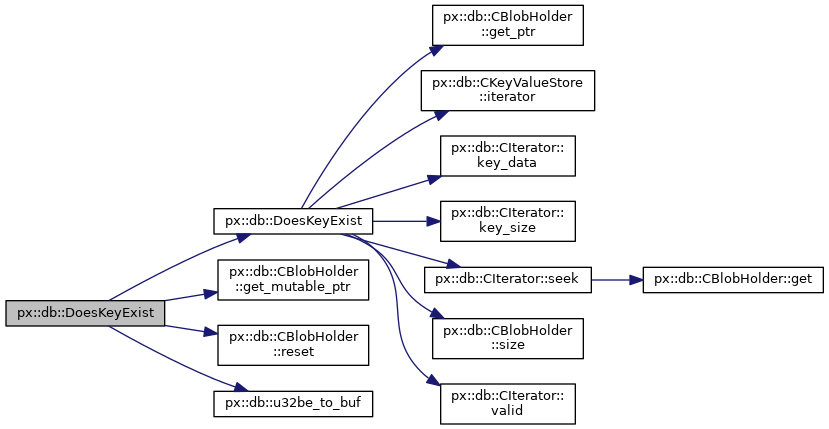 px::db::CBlobHolder
::get_ptr
px::db::CKeyValueStore
::iterator
px::db::CIterator::
key_data
px::db::CIterator::
key_size
px::db::DoesKeyExist
px::db::CIterator::seek
px::db::CBlobHolder::get
px::db::CBlobHolder
::get_mutable_ptr
px::db::DoesKeyExist
px::db::CBlobHolder
::reset
px::db::CBlobHolder
::size
px::db::u32be_to_buf
px::db::CIterator::
valid